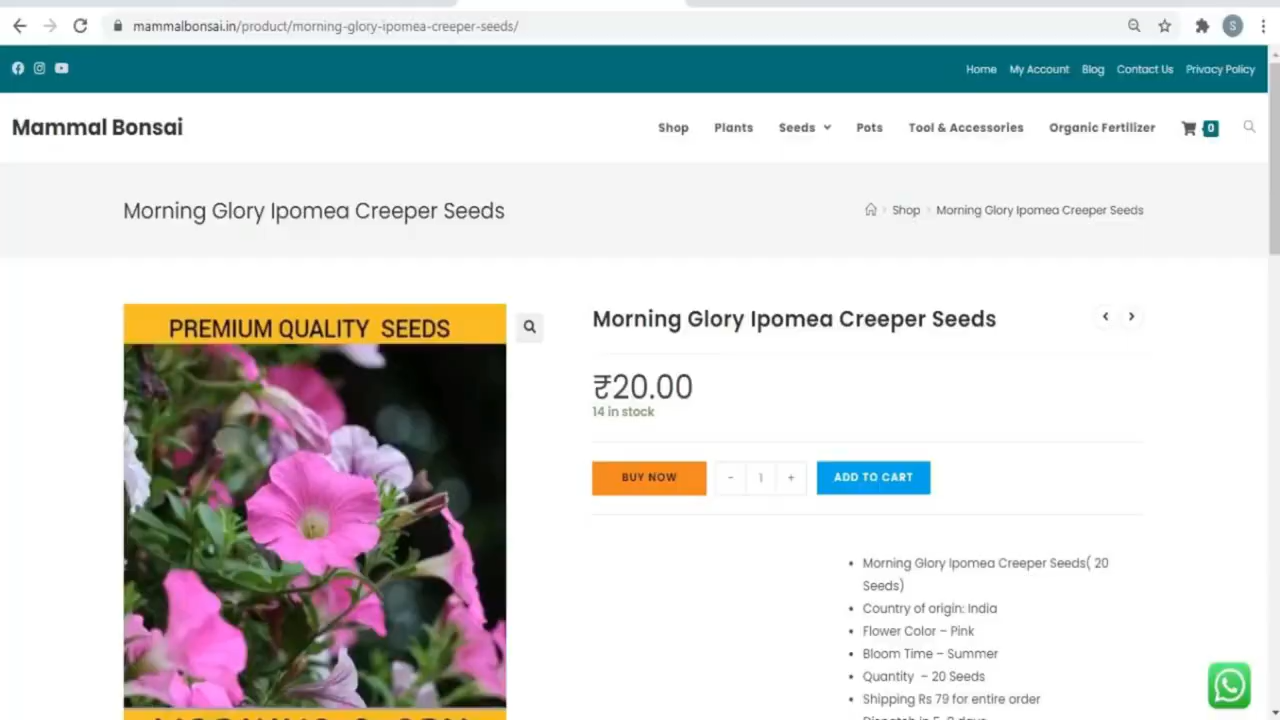 mammalbonsai.in/product/morning-glory-ipomea-creeper-seeds/
S
Home My Account Blog Contact Us Privacy Policy
Mammal Bonsai
Shop Plants Seeds Pots Tool & Accessories Organic Fertilizer 0
Morning Glory Ipomea Creeper Seeds
Shop Morning Glory Ipomea Creeper Seeds
PREMIUM QUALITY SEEDS
Morning Glory Ipomea Creeper Seeds
₹20.00
14 in stock
BUY NOW - 1 + ADD TO CART
Morning Glory Ipomea Creeper Seeds( 20
Seeds)
Country of origin: India
Flower Color – Pink
Bloom Time – Summer
Quantity – 20 Seeds
Shipping Rs 79 for entire order